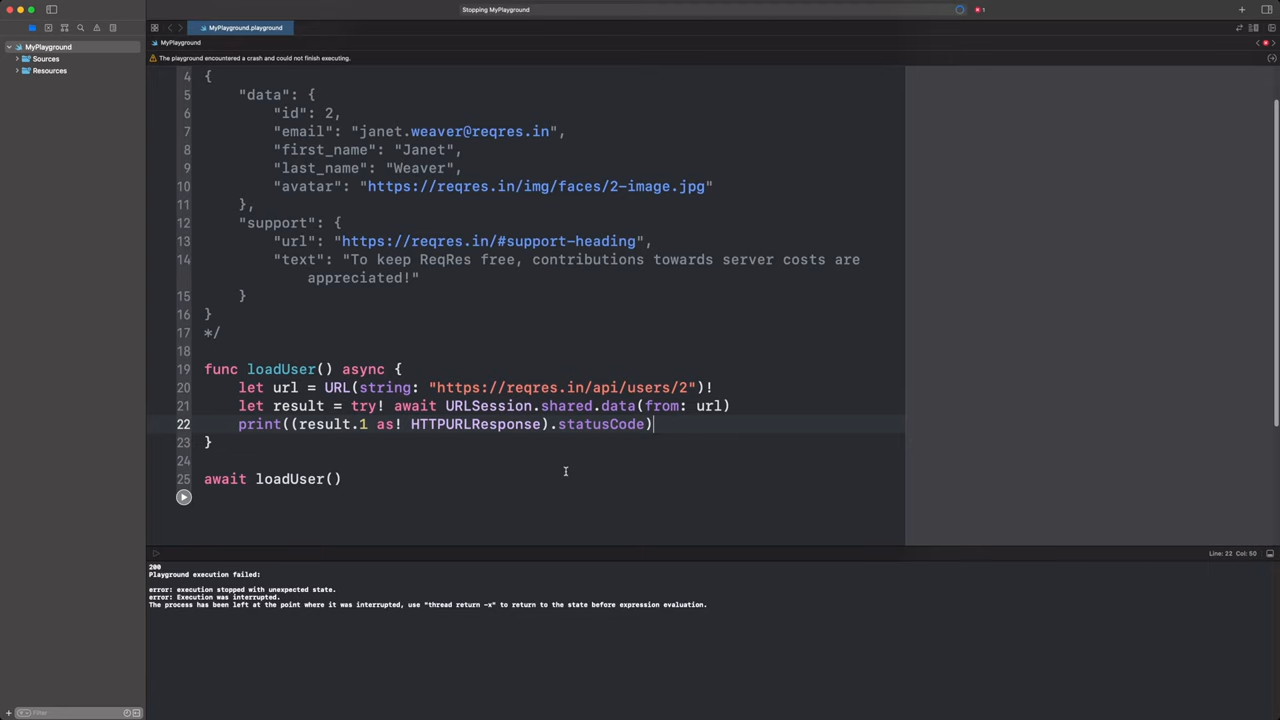 Stopping MyPlayground
1
MyPlayground.playground
MyPlayground
MyPlayground
The playground encountered a crash and could not finish executing.
Sources
Resources
4 {
5 "data": {
6 "id": 2,
7 "email": "janet.weaver@reqres.in",
8 "first_name": "Janet",
9 "last_name": "Weaver",
10 "avatar": "https://reqres.in/img/faces/2-image.jpg"
11 },
12 "support": {
13 "url": "https://reqres.in/#support-heading",
14 "text": "To keep ReqRes free, contributions towards server costs are
appreciated!"
15 }
16 }
17 */
18
19 func loadUser() async {
20 let url = URL(string: "https://reqres.in/api/users/2")!
21 let result = try! await URLSession.shared.data(from: url)
22 print((result.1 as! HTTPURLResponse).statusCode)
23 }
24
25 await loadUser()
Line: 22 Col: 50
200
Playground execution failed:
error: execution stopped with unexpected state.
error: Execution was interrupted.
The process has been left at the point where it was interrupted, use "thread return -x" to return to the state before expression evaluation.
Filter